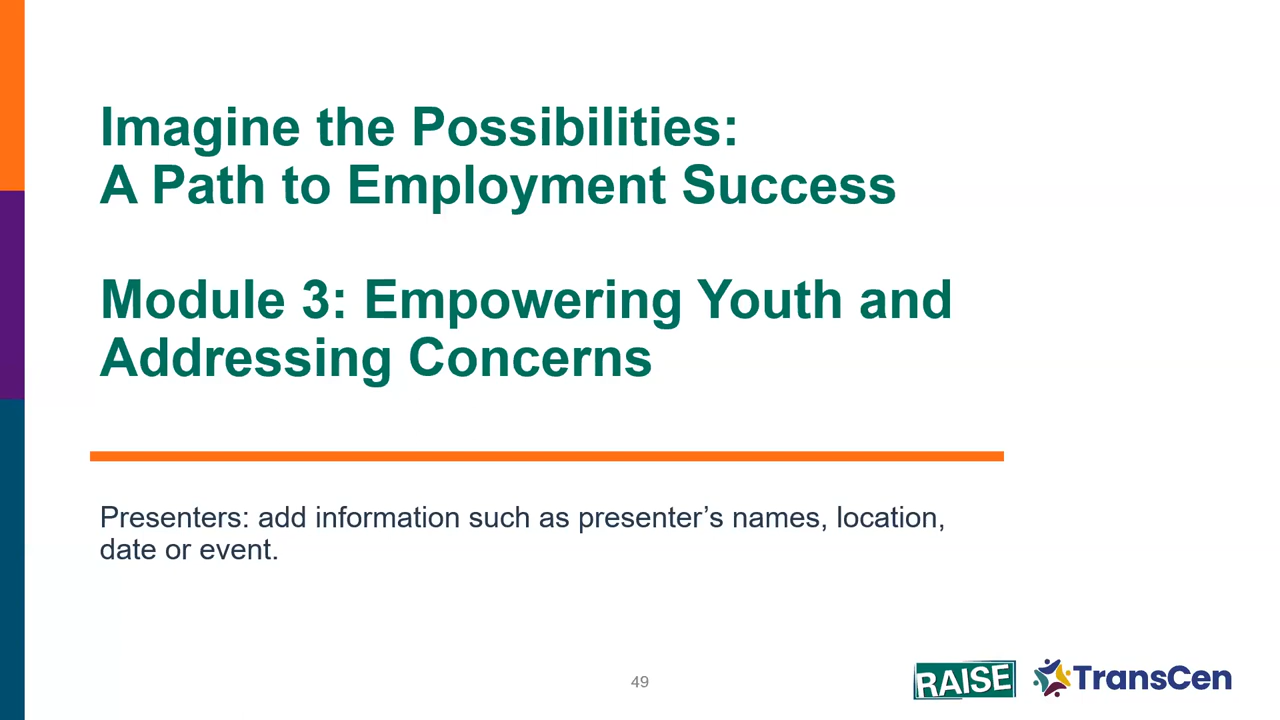 Imagine the Possibilities:
A Path to Employment Success
Module 3: Empowering Youth and
Addressing Concerns
Presenters: add information such as presenter’s names, location,
date or event.
49
RAISE
TransCen